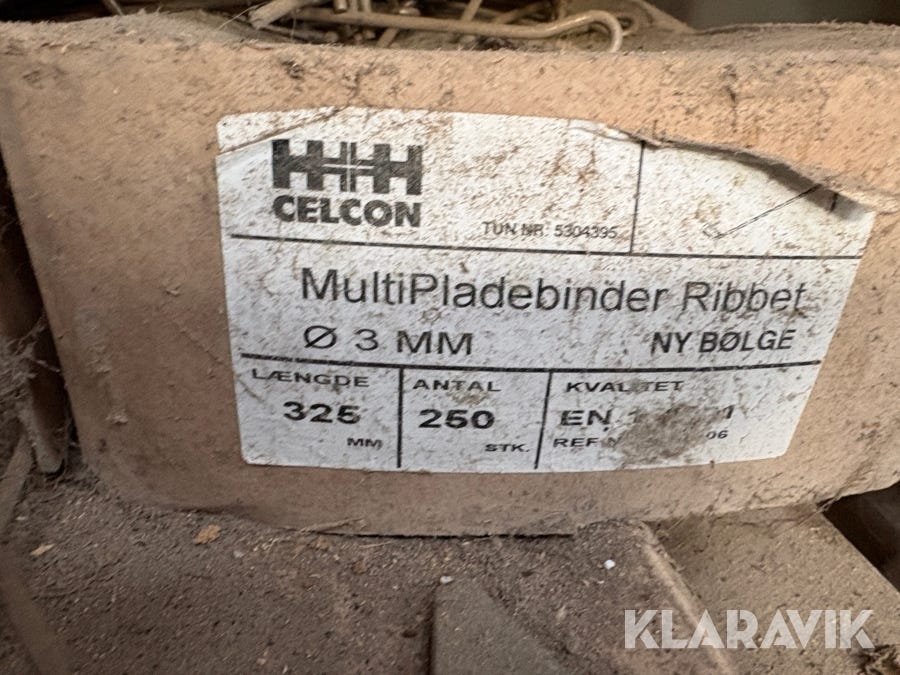 CELCON
TUN NR. 5304395
MultiPladebinder Ribbet
Ø 3 MM NY BØLGE
LÆNGDE
325
MM
ANTAL
250
STK.
KVALITET
EN
REF
KLARAVIK